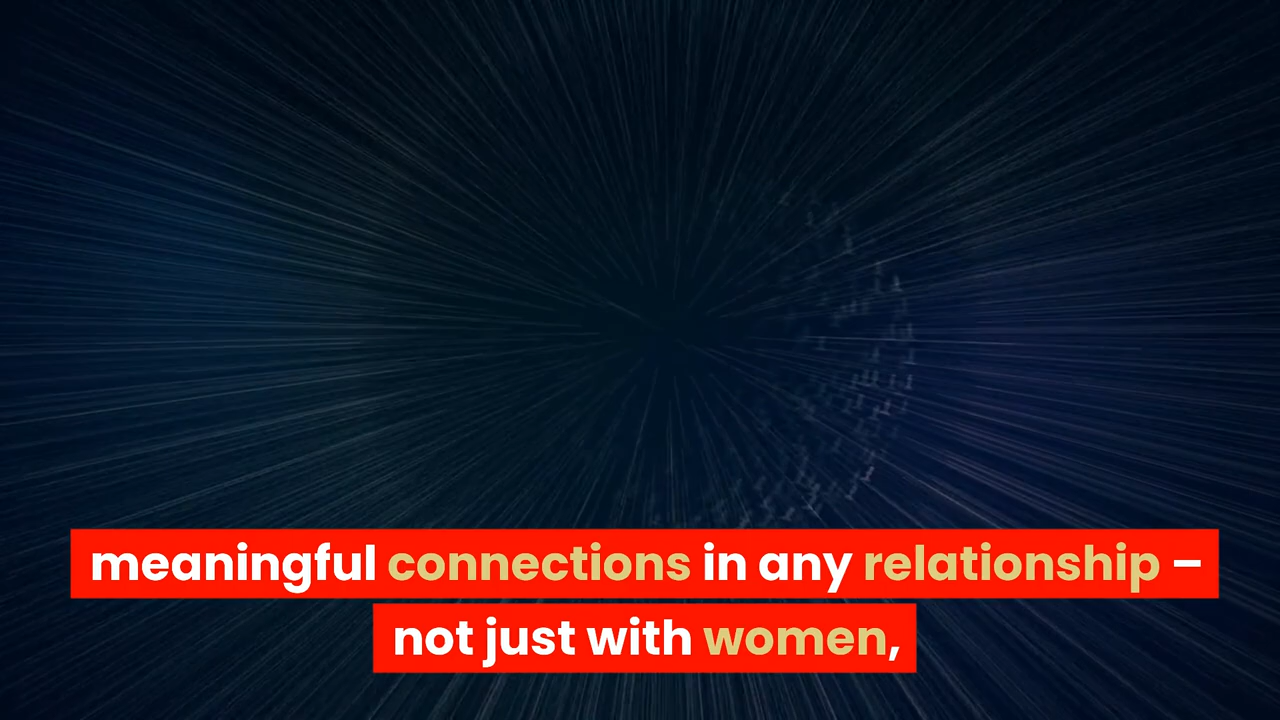 meaningful connections in any relationship –
not just with women,